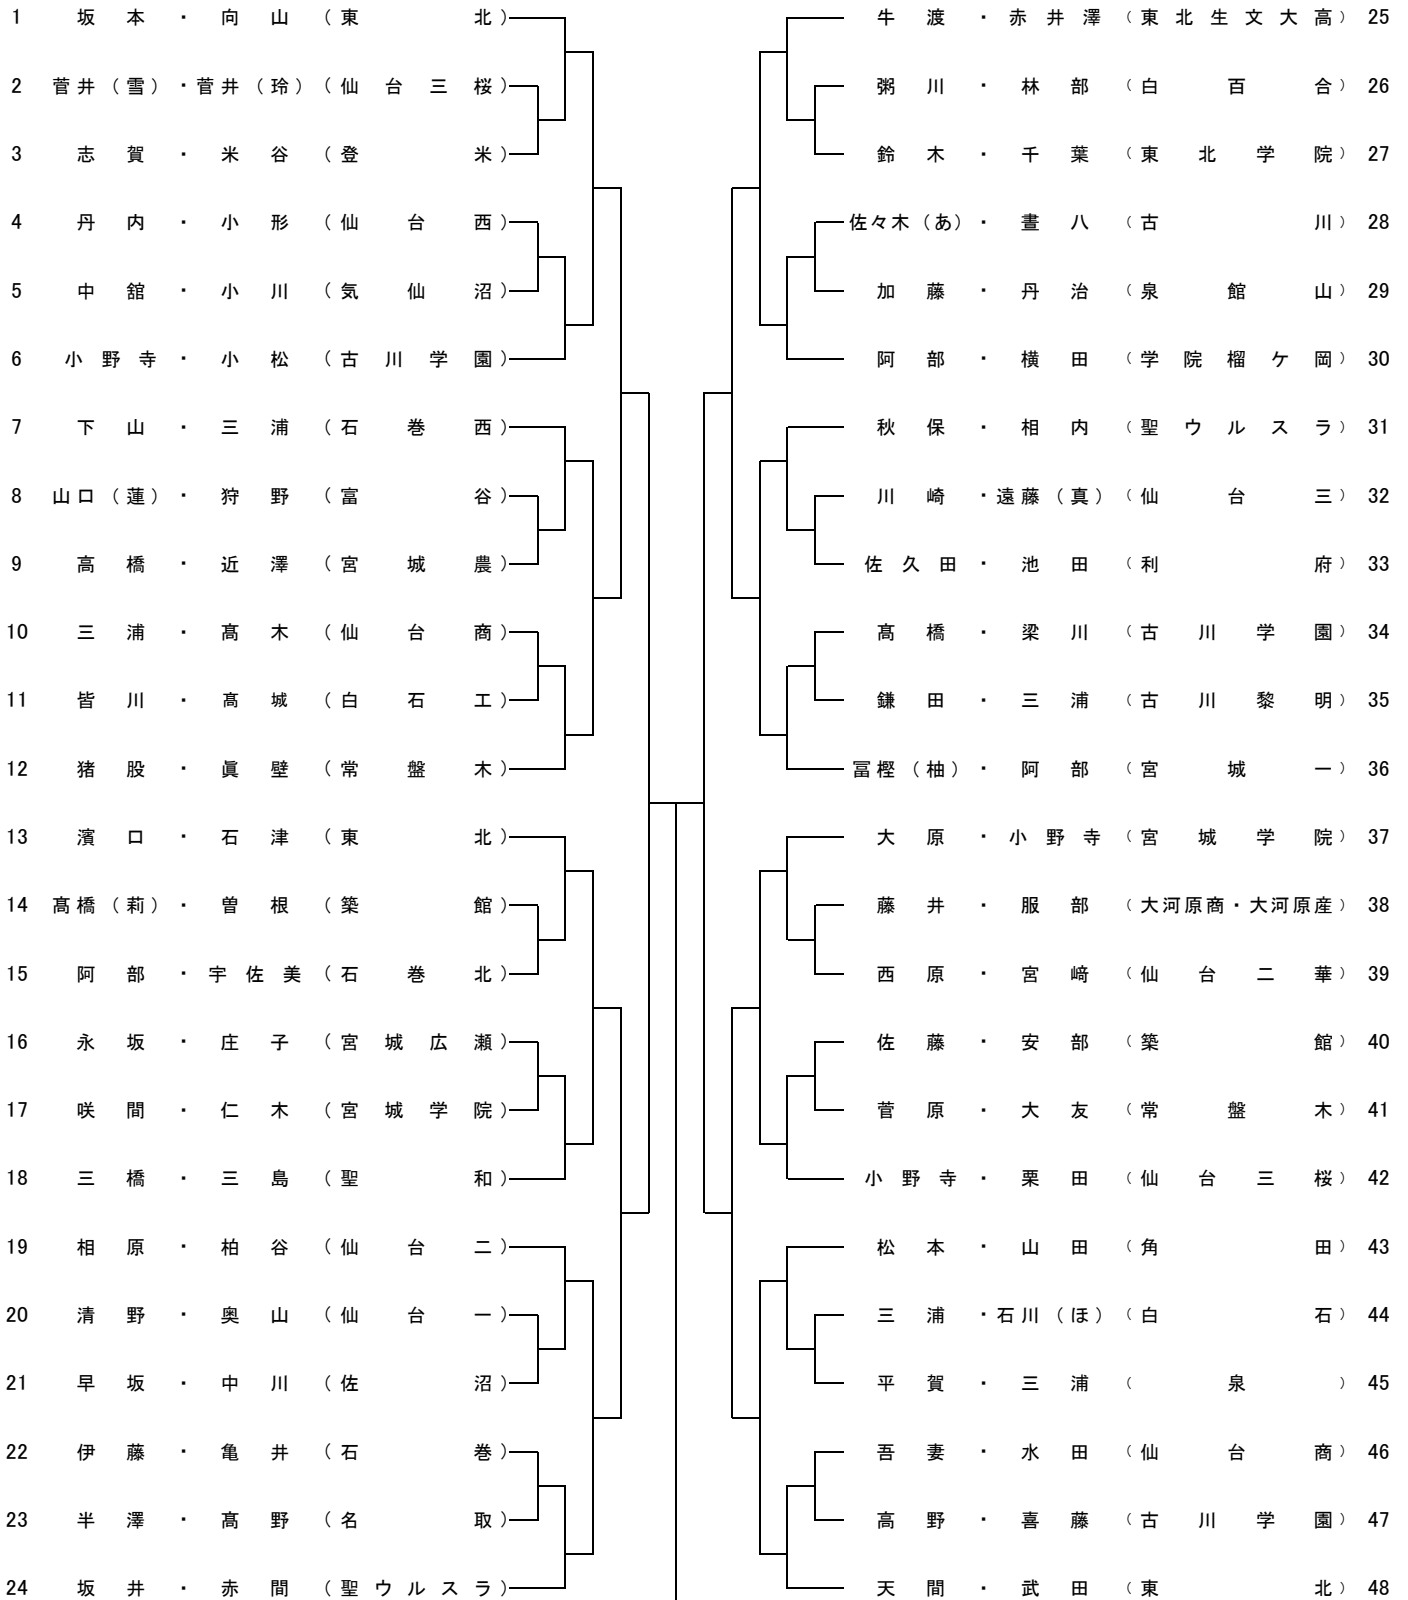 1 坂本・向山（東北）
2 菅井（雪）・菅井（玲）（仙台三桜）
3 志賀・米谷（登米）
4 丹内・小形（仙台西）
5 中舘・小川（気仙沼）
6 小野寺・小松（古川学園）
7 下山・三浦（石巻西）
8 山口（蓮）・狩野（富谷）
9 高橋・近澤（宮城農）
10 三浦・髙木（仙台商）
11 皆川・髙城（白石工）
12 猪股・眞壁（常盤木）
13 濱口・石津（東北）
14 髙橋（莉）・曽根（築館）
15 阿部・宇佐美（石巻北）
16 永坂・庄子（宮城広瀬）
17 咲間・仁木（宮城学院）
18 三橋・三島（聖和）
19 相原・柏谷（仙台二）
20 清野・奥山（仙台一）
21 早坂・中川（佐沼）
22 伊藤・亀井（石巻）
23 半澤・髙野（名取）
24 坂井・赤間（聖ウルスラ）
牛渡・赤井澤（東北生文大高）25
粥川・林部（白百合）26
鈴木・千葉（東北学院）27
佐々木（あ）・晝八（古川）28
加藤・丹治（泉館山）29
阿部・横田（学院榴ケ岡）30
秋保・相内（聖ウルスラ）31
川崎・遠藤（真）（仙台三）32
佐久田・池田（利府）33
髙橋・梁川（古川学園）34
鎌田・三浦（古川黎明）35
冨樫（柚）・阿部（宮城一）36
大原・小野寺（宮城学院）37
藤井・服部（大河原商・大河原産）38
西原・宮﨑（仙台二華）39
佐藤・安部（築館）40
菅原・大友（常盤木）41
小野寺・栗田（仙台三桜）42
松本・山田（角田）43
三浦・石川（ほ）（白石）44
平賀・三浦（泉）45
吾妻・水田（仙台商）46
高野・喜藤（古川学園）47
天間・武田（東北）48